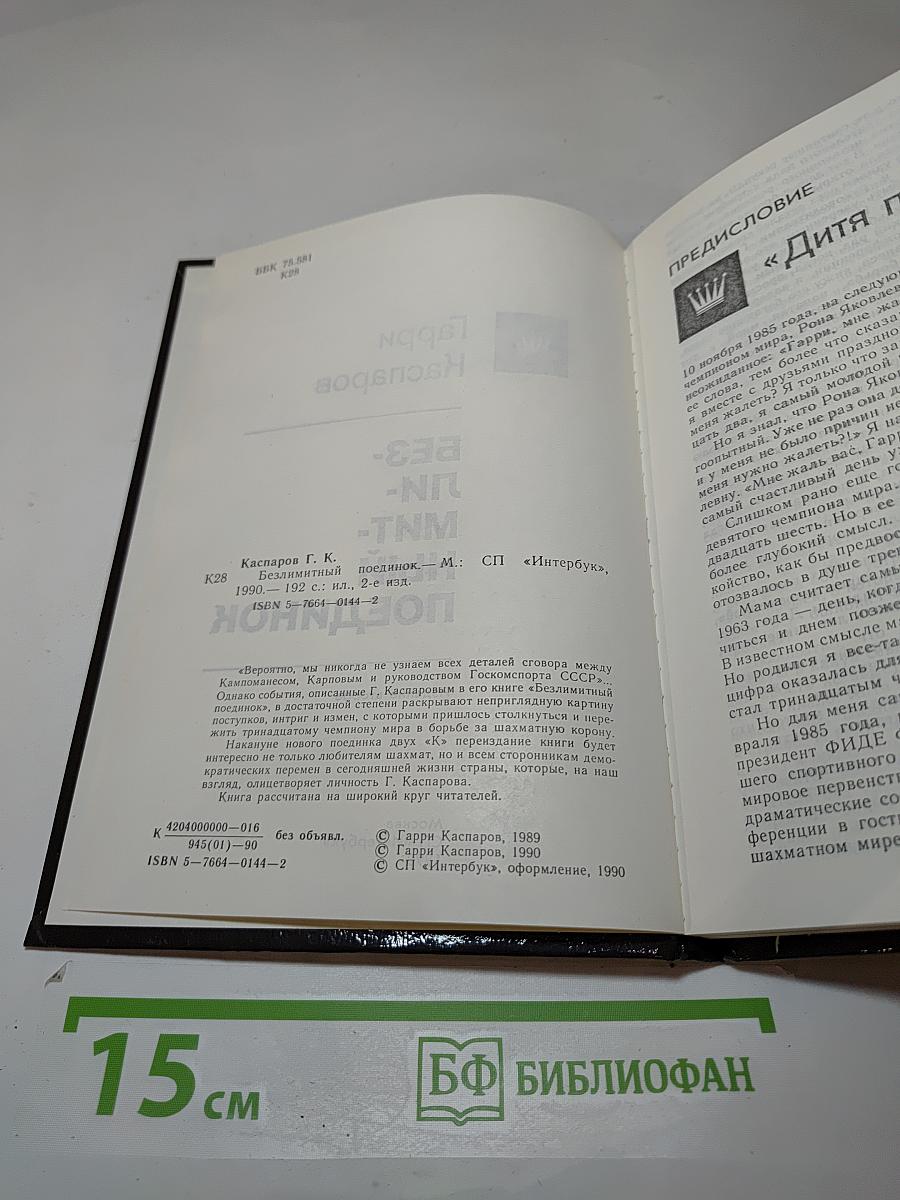 ББК 75.581
К28
Каспаров Г. К.
К28 Безлимитный поединок.— М.: СП «Интербук»,
1990.— 192 с.: ил., 2-е изд.
ISBN 5—7664—0144—2
«Вероятно, мы никогда не узнаем всех деталей сговора между
Кампоманесом, Карповым и руководством Госкомспорта СССР»...
Однако события, описанные Г. Каспаровым в его книге «Безлимитный
поединок», в достаточной степени раскрывают неприглядную картину
поступков, интриг и измен, с которыми пришлось столкнуться и пере-
жить тринадцатому чемпиону мира в борьбе за шахматную корону.
Накануне нового поединка двух «К» переиздание книги будет
интересно не только любителям шахмат, но и всем сторонникам демо-
кратических перемен в сегодняшней жизни страны, которые, на наш
взгляд, олицетворяет личность Г. Каспарова.
Книга рассчитана на широкий круг читателей.
К 4204000000—016 без объявл.
945(01)—90
ISBN 5—7664—0144—2
© Гарри Каспаров, 1989
© Гарри Каспаров, 1990
© СП «Интербук», оформление, 1990
ПРЕДИСЛОВИЕ
«Дитя п
10 ноября 1985 года, на следую
чемпионом мира, Рона Яковлев
неожиданное: «Гарри, мне жа
ее слова, тем более что сказа
я вместе с друзьями праздно
меня жалеть? Я только что за
цать два, я самый молодой
Но я знал, что Рона Яков
гоопытный. Уже не раз она д
и у меня не было причин не
меня нужно жалеть?!» Я на
левну. «Мне жаль вас, Гарр
самый счастливый день у
Слишком рано еще го
девятого чемпиона мира.
двадцать шесть. Но в ее
более глубокий смысл.
койство, как бы предвос
отозвалось в душе тре
Мама считает самы
1963 года — день, когд
читься и днем позже
В известном смысле м
Но родился я все-та
цифра оказалась для
стал тринадцатым ч
Но для меня са
враля 1985 года,
президент ФИДЕ
шего спортивного
мировое первенств
драматические со
ференции в гост
шахматном мире
15 см
БФ БИБЛИОФАН